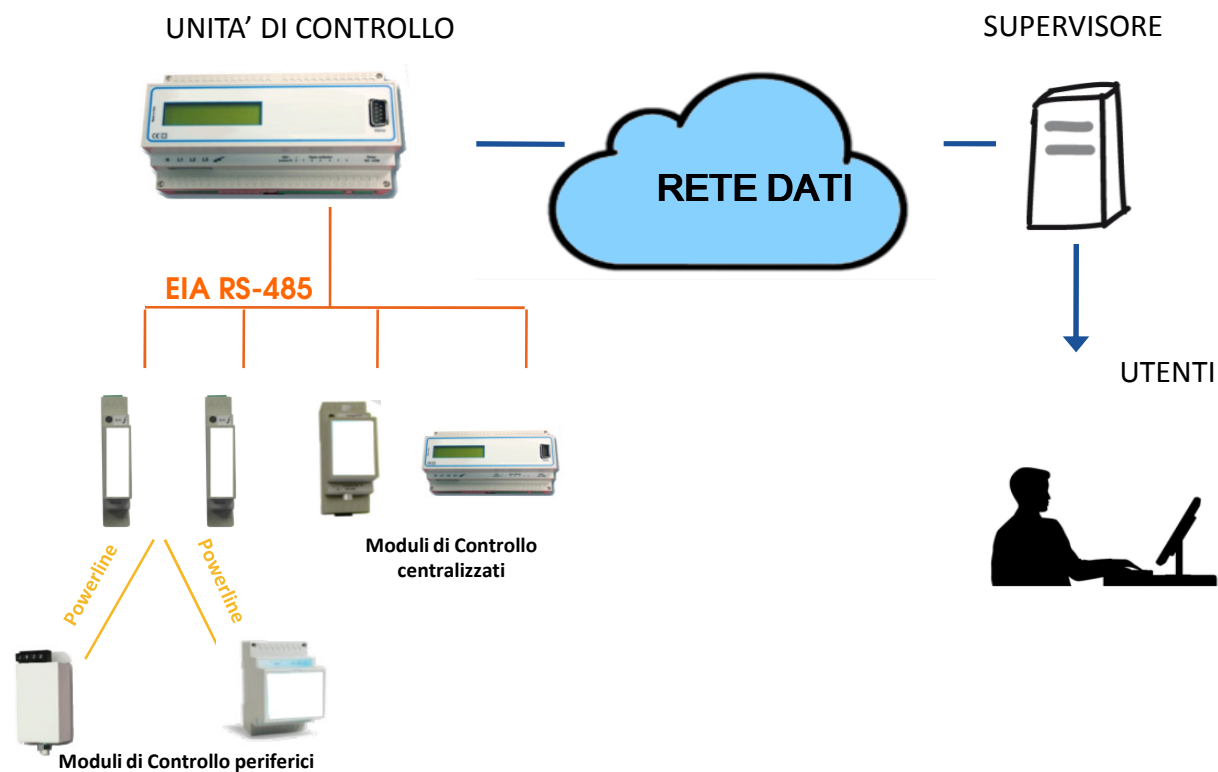 UNITA’ DI CONTROLLO
SUPERVISORE
RETE DATI
EIA RS-485
UTENTI
Moduli di Controllo
centralizzati
Powerline
Powerline
Moduli di Controllo periferici